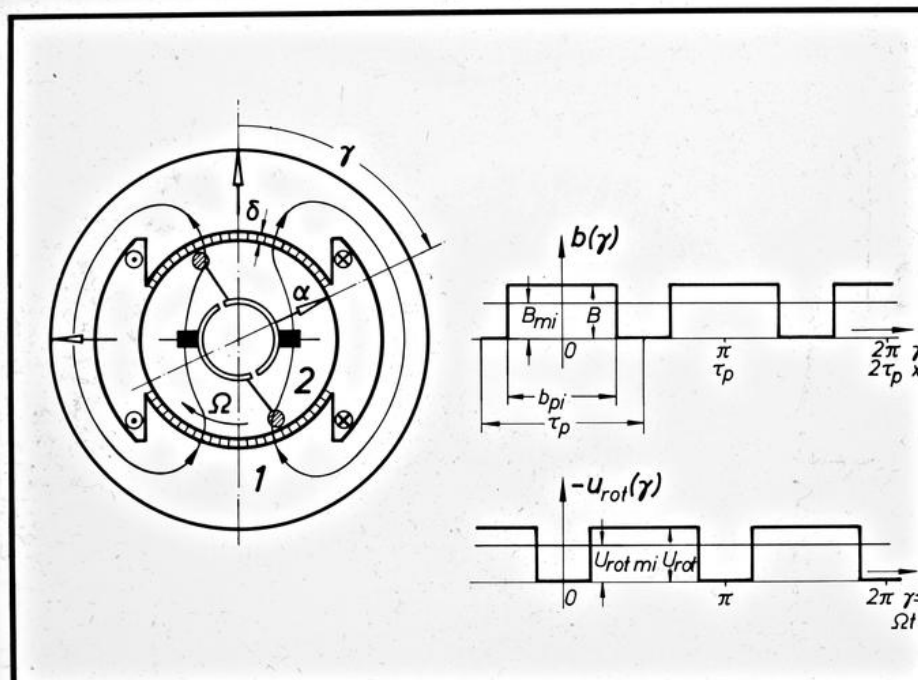 γ
δ
α
Ω
2
1
b(γ)
B_mi
B
0
π
2π γ
τ_p
2τ_p x
b_pi
τ_p
-u_rot(γ)
U_rot mi
U_rot
0
π
2π γ=
Ωt